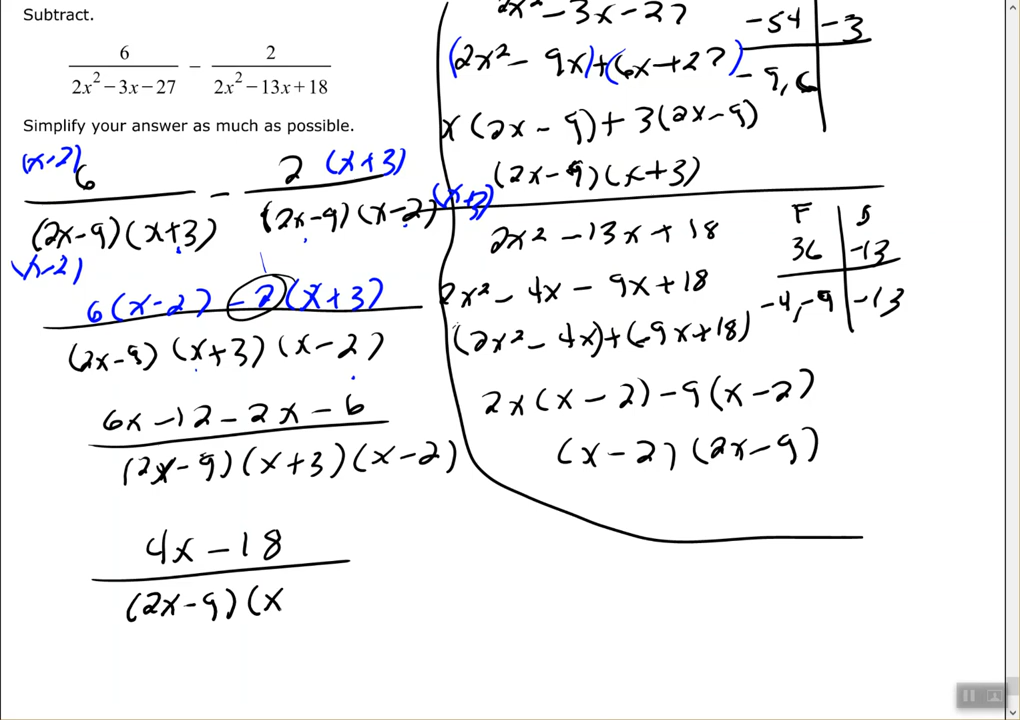 Subtract.
6/(2x² − 3x − 27) − 2/(2x² − 13x + 18)
Simplify your answer as much as possible.
(x-2) 6 / (2x-9)(x+3) (x-2) − 2 (x+3) / (2x-9)(x-2) (x+3)
6(x-2) - 2(x+3)
(2x-9)(x+3)(x-2)
6x - 12 - 2x - 6
(2x-9)(x+3)(x-2)
4x - 18
(2x-9)(x
2x² - 3x - 27
-54 | -3
(2x² - 9x)+(6x+27)
-9, 6
x(2x-9)+3(2x-9)
(2x-9)(x+3)
2x² - 13x + 18
F | S
36 | -13
2x² - 4x - 9x + 18
-4, -9 | -13
(2x² - 4x)+(-9x+18)
2x(x-2)-9(x-2)
(x-2)(2x-9)